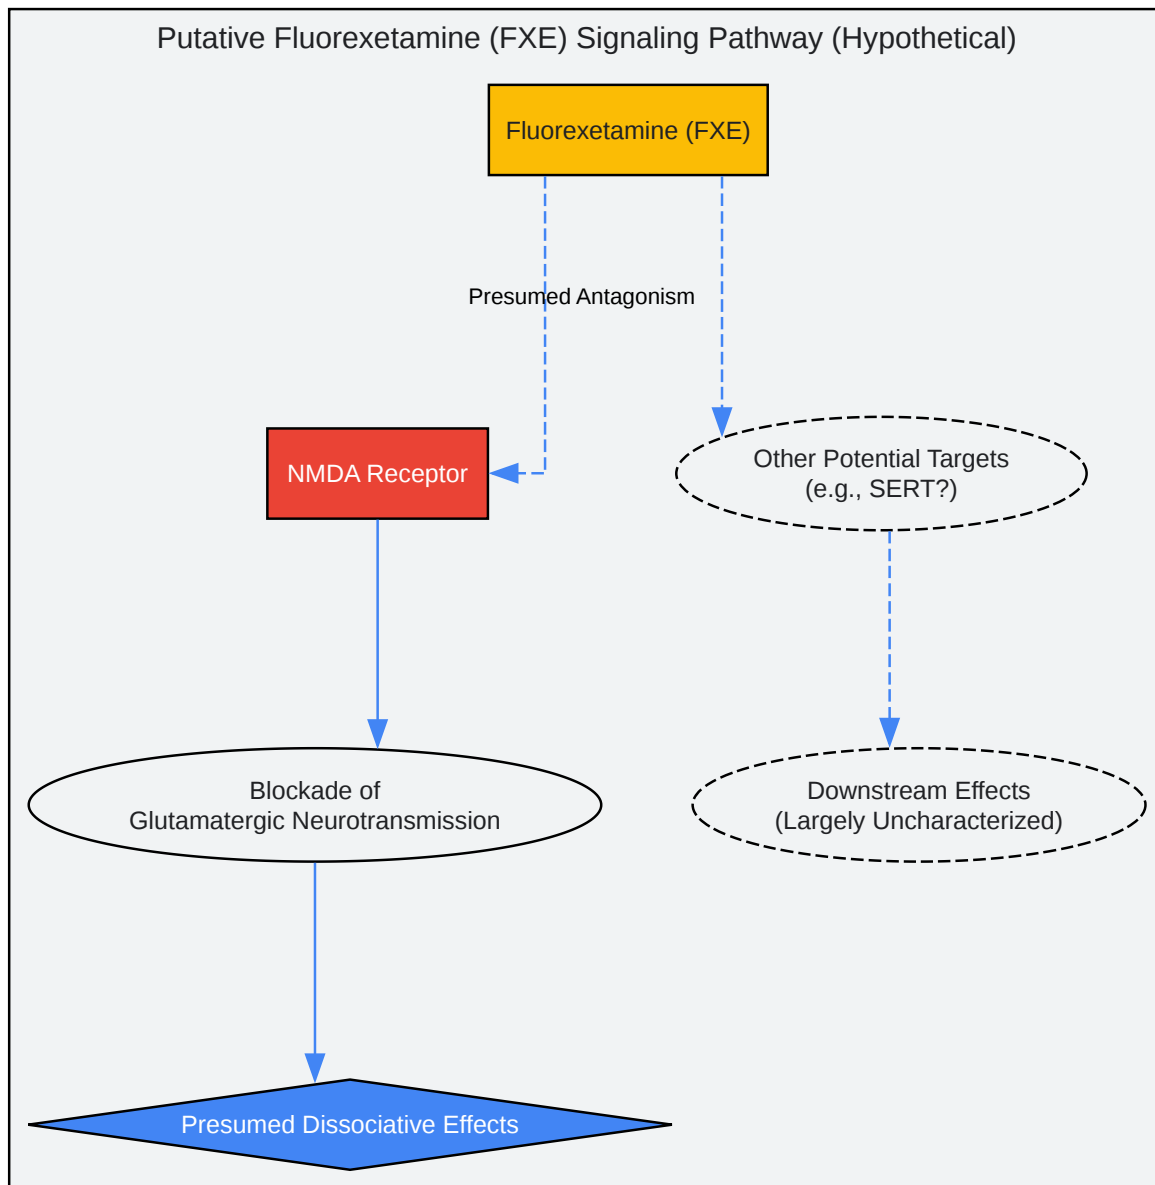 Putative Fluorexetamine (FXE) Signaling Pathway (Hypothetical)
Fluorexetamine (FXE)
Presumed Antagonism
NMDA Receptor
Other Potential Targets
(e.g., SERT?)
Blockade of
Glutamatergic Neurotransmission
Downstream Effects
(Largely Uncharacterized)
Presumed Dissociative Effects